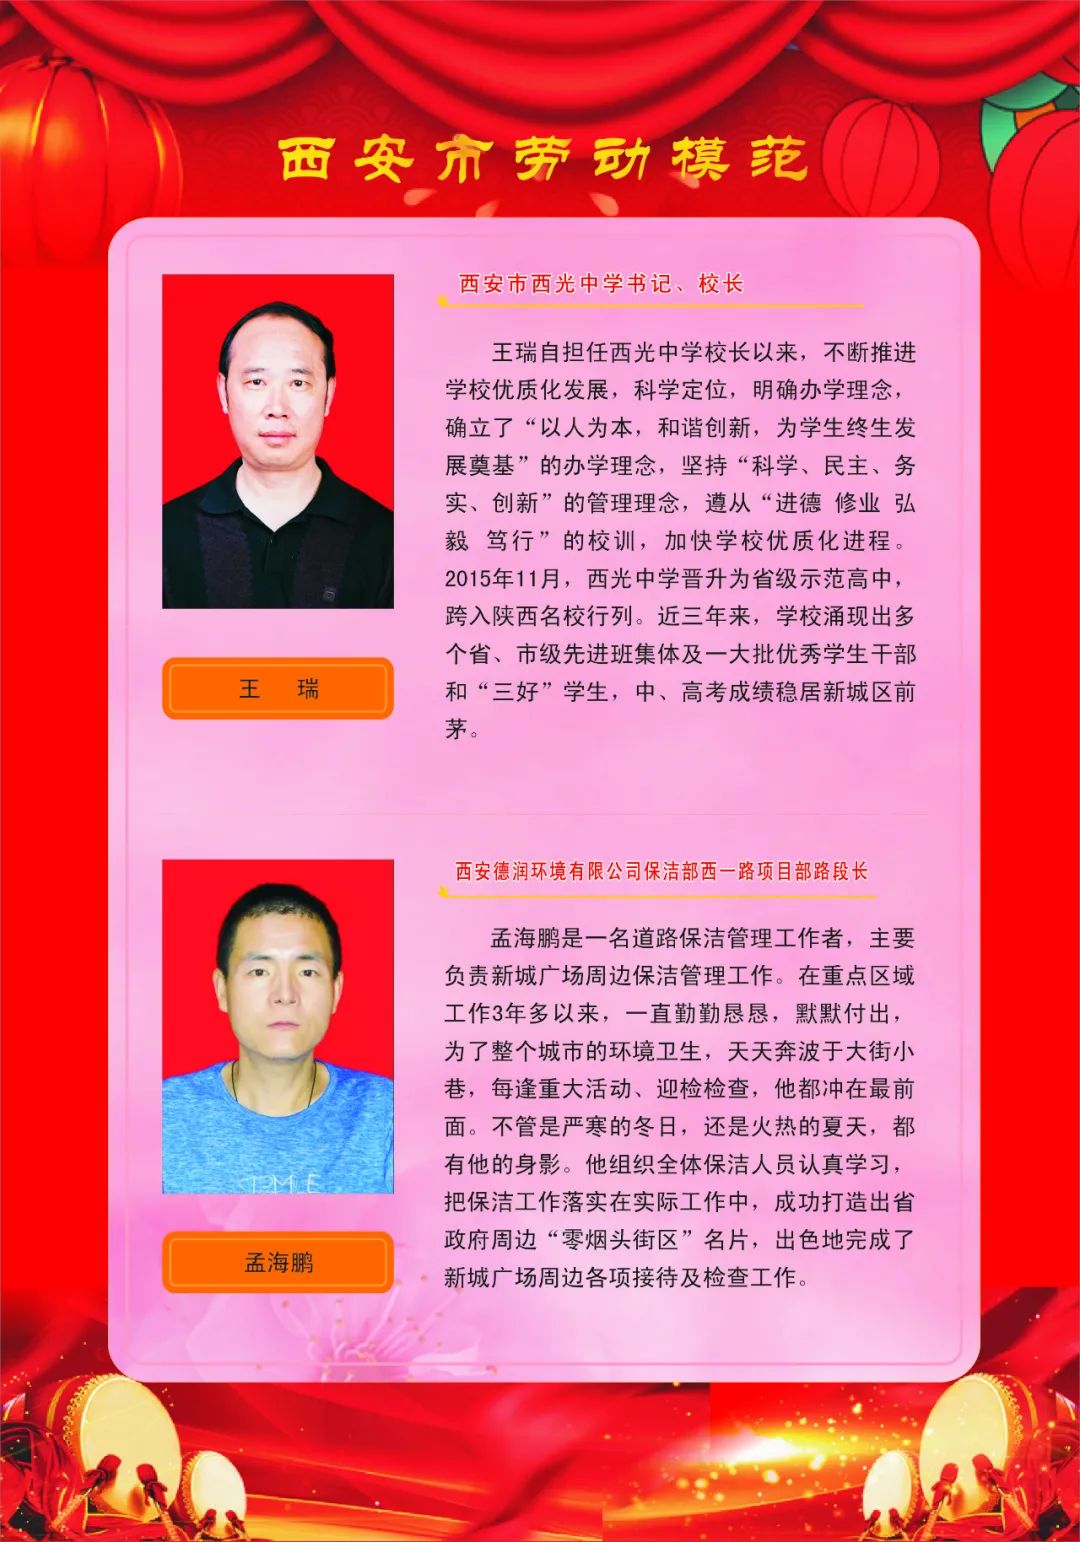 西安市劳动模范
西安市西光中学书记、校长
王瑞自担任西光中学校长以来，不断推进
学校优质化发展，科学定位，明确办学理念，
确立了“以人为本，和谐创新，为学生终生发
展奠基”的办学理念，坚持“科学、民主、务
实、创新”的管理理念，遵从“进德 修业 弘
毅 笃行”的校训，加快学校优质化进程。
2015年11月，西光中学晋升为省级示范高中，
跨入陕西名校行列。近三年来，学校涌现出多
个省、市级先进班集体及一大批优秀学生干部
和“三好”学生，中、高考成绩稳居新城区前
茅。
王 瑞
西安德润环境有限公司保洁部西一路项目部路段长
孟海鹏是一名道路保洁管理工作者，主要
负责新城广场周边保洁管理工作。在重点区域
工作3年多以来，一直勤勤恳恳，默默付出，
为了整个城市的环境卫生，天天奔波于大街小
巷，每逢重大活动、迎检检查，他都冲在最前
面。不管是严寒的冬日，还是火热的夏天，都
有他的身影。他组织全体保洁人员认真学习，
把保洁工作落实在实际工作中，成功打造出省
政府周边“零烟头街区”名片，出色地完成了
新城广场周边各项接待及检查工作。
孟海鹏